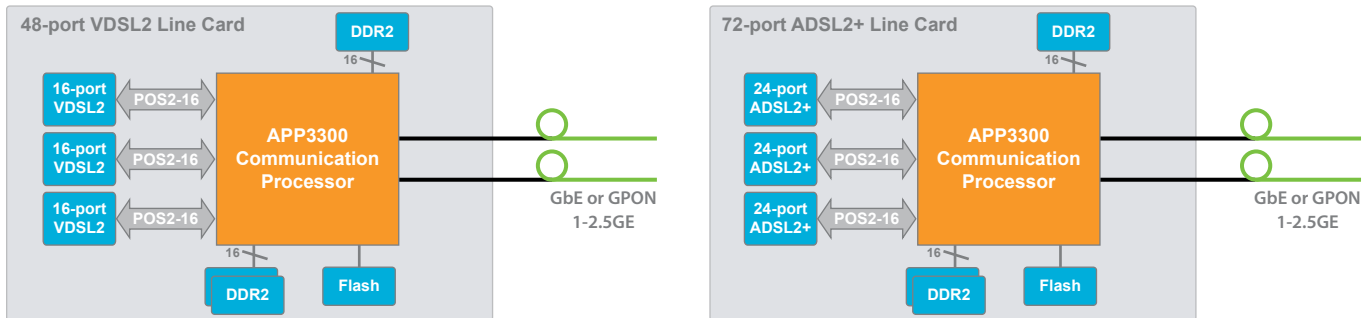 48-port VDSL2 Line Card
DDR2
16
16-port
VDSL2
POS2-16
16-port
VDSL2
POS2-16
16-port
VDSL2
POS2-16
APP3300
Communication
Processor
GbE or GPON
1-2.5GE
16
DDR2
Flash
72-port ADSL2+ Line Card
DDR2
16
24-port
ADSL2+
POS2-16
24-port
ADSL2+
POS2-16
24-port
ADSL2+
POS2-16
APP3300
Communication
Processor
GbE or GPON
1-2.5GE
16
DDR2
Flash